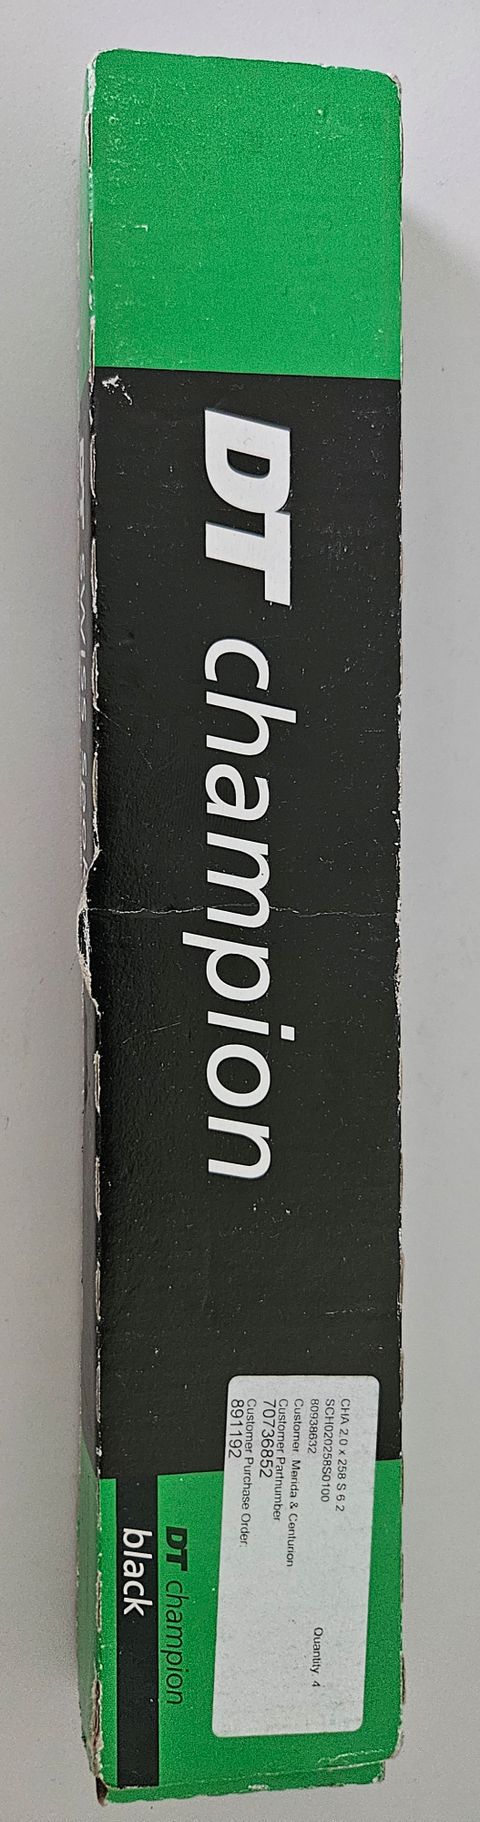 DT champion
CHA 2.0 x 258 S 6 2
SCH020258S0100
80938632
Quantity. 4
Customer. Merida & Centurion
Customer Partnumber
70736852
Customer Purchase Order:
891192
DT champion
black